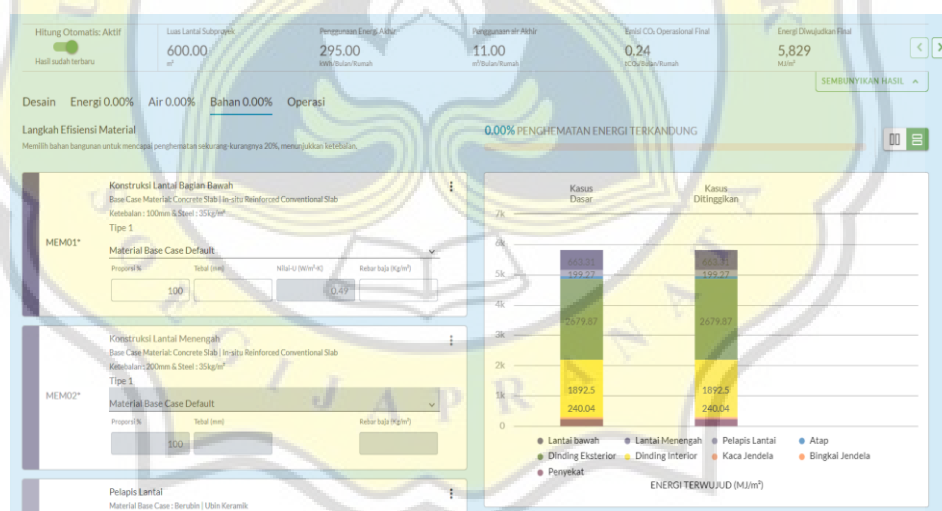 Hitung Otomatis: Aktif
Hasil sudah terbaru
Luas Lantai Subproyek
600.00
m²
Penggunaan Energi Akhir
295.00
kWh/Bulan/Rumah
Penggunaan air Akhir
11.00
m³/Bulan/Rumah
Emisi CO₂ Operasional Final
0.24
tCO₂/Bulan/Rumah
Energi Diwujudkan Final
5,829
MJ/m²
SEMBUNYIKAN HASIL
Desain Energi 0.00% Air 0.00% Bahan 0.00% Operasi
Langkah Efisiensi Material
Memilih bahan bangunan untuk mencapai penghematan sekurang-kurangnya 20%, menunjukkan ketebalan.
0.00% PENGHEMATAN ENERGI TERKANDUNG
MEM01*
Konstruksi Lantai Bagian Bawah
Base Case Material: Concrete Slab | In-situ Reinforced Conventional Slab
Ketebalan : 100mm & Steel : 35kg/m²
Tipe 1
Material Base Case Default
Proporsi % Tebal (mm) Nilai-U (W/m²·K) Rebar baja (Kg/m²)
100 0.49
MEM02*
Konstruksi Lantai Menengah
Base Case Material: Concrete Slab | In-situ Reinforced Conventional Slab
Ketebalan : 200mm & Steel : 35kg/m²
Tipe 1
Material Base Case Default
Proporsi % Tebal (mm) Rebar baja (Kg/m²)
100
Pelapis Lantai
Material Base Case : Berubin | Ubin Keramik
Kasus Dasar
Kasus Ditinggikan
7k
6k
5k
4k
3k
2k
1k
0
663.31 663.31
199.27 199.27
2679.87 2679.87
1892.5 1892.5
240.04 240.04
Lantai bawah Lantai Menengah Pelapis Lantai Atap
Dinding Eksterior Dinding Interior Kaca Jendela Bingkai Jendela
Penyekat
ENERGI TERWUJUD (MJ/m²)
GIJAPRANATA